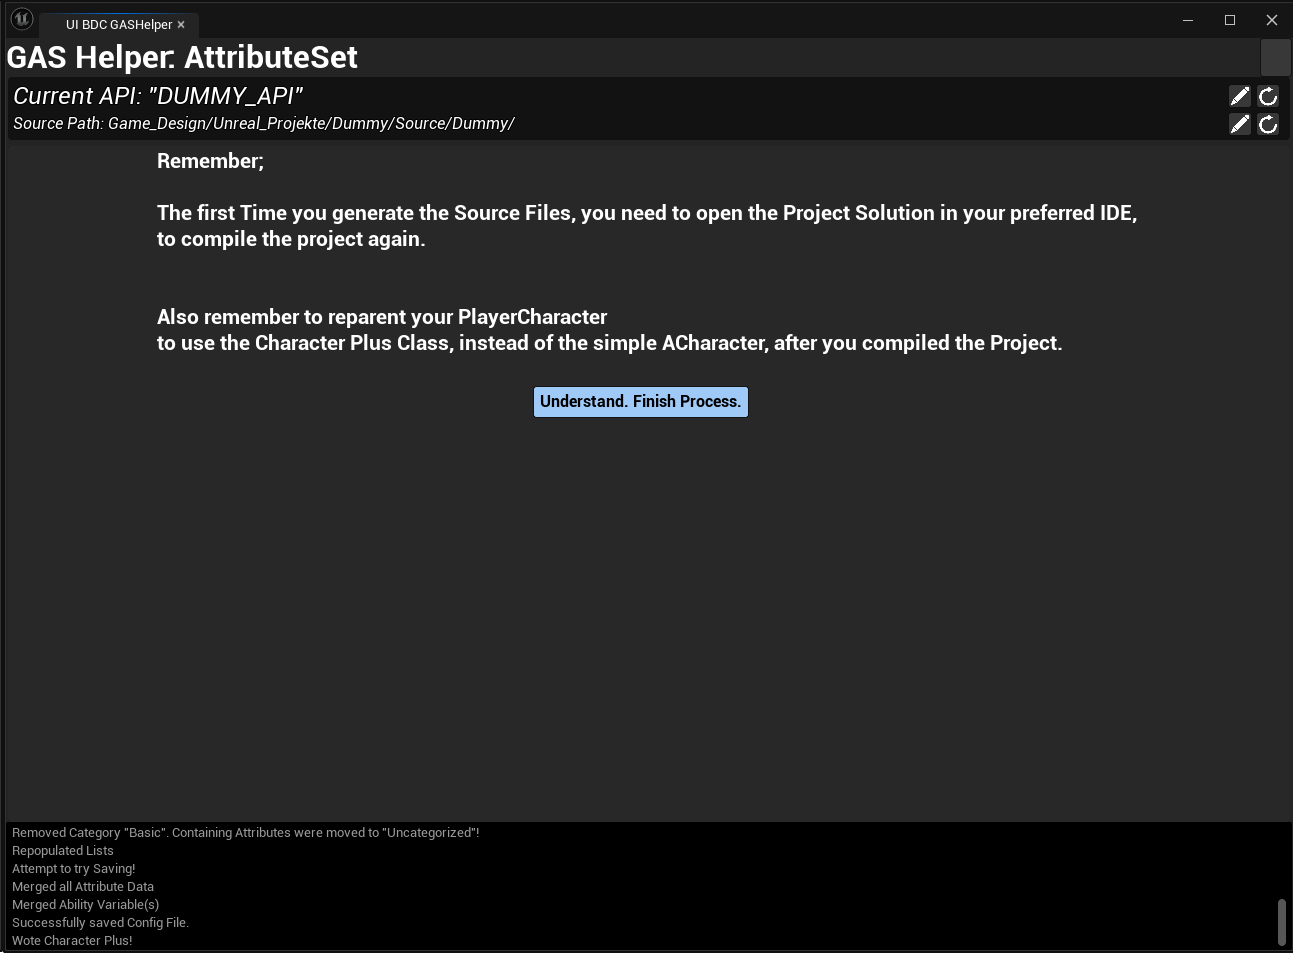 UI BDC GASHelper
GAS Helper: AttributeSet
Current API: "DUMMY_API"
Source Path: Game_Design/Unreal_Projekte/Dummy/Source/Dummy/
Remember;
The first Time you generate the Source Files, you need to open the Project Solution in your preferred IDE,
to compile the project again.
Also remember to reparent your PlayerCharacter
to use the Character Plus Class, instead of the simple ACharacter, after you compiled the Project.
Understand. Finish Process.
Removed Category "Basic". Containing Attributes were moved to "Uncategorized"!
Repopulated Lists
Attempt to try Saving!
Merged all Attribute Data
Merged Ability Variable(s)
Successfully saved Config File.
Wote Character Plus!